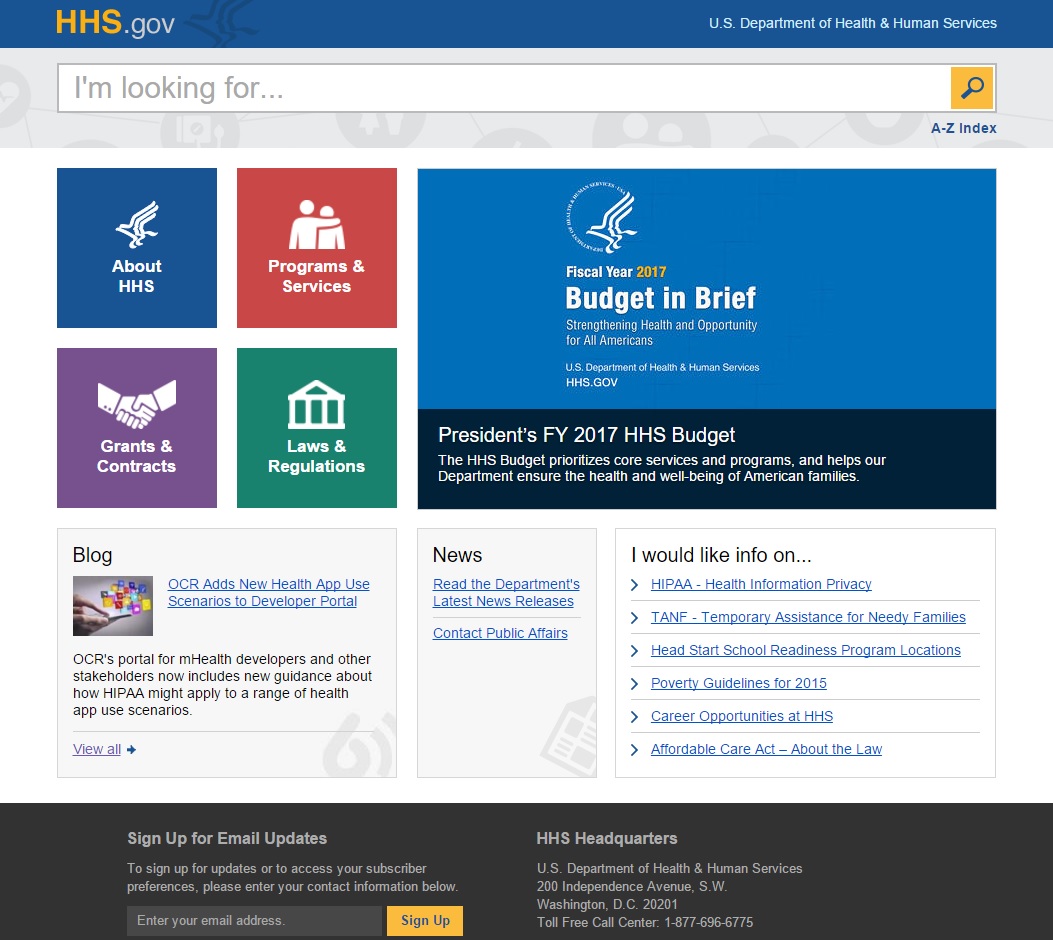 HHS.gov
U.S. Department of Health & Human Services
I'm looking for...
A-Z Index
About
HHS
Programs &
Services
Grants &
Contracts
Laws &
Regulations
DEPARTMENT OF HEALTH & HUMAN SERVICES · USA
Fiscal Year 2017
Budget in Brief
Strengthening Health and Opportunity
for All Americans
U.S. Department of Health & Human Services
HHS.GOV
President’s FY 2017 HHS Budget
The HHS Budget prioritizes core services and programs, and helps our
Department ensure the health and well-being of American families.
Blog
OCR Adds New Health App Use
Scenarios to Developer Portal
OCR's portal for mHealth developers and other
stakeholders now includes new guidance about
how HIPAA might apply to a range of health
app use scenarios.
View all
News
Read the Department's
Latest News Releases
Contact Public Affairs
I would like info on...
HIPAA - Health Information Privacy
TANF - Temporary Assistance for Needy Families
Head Start School Readiness Program Locations
Poverty Guidelines for 2015
Career Opportunities at HHS
Affordable Care Act – About the Law
Sign Up for Email Updates
To sign up for updates or to access your subscriber
preferences, please enter your contact information below.
Enter your email address.
Sign Up
HHS Headquarters
U.S. Department of Health & Human Services
200 Independence Avenue, S.W.
Washington, D.C. 20201
Toll Free Call Center: 1-877-696-6775